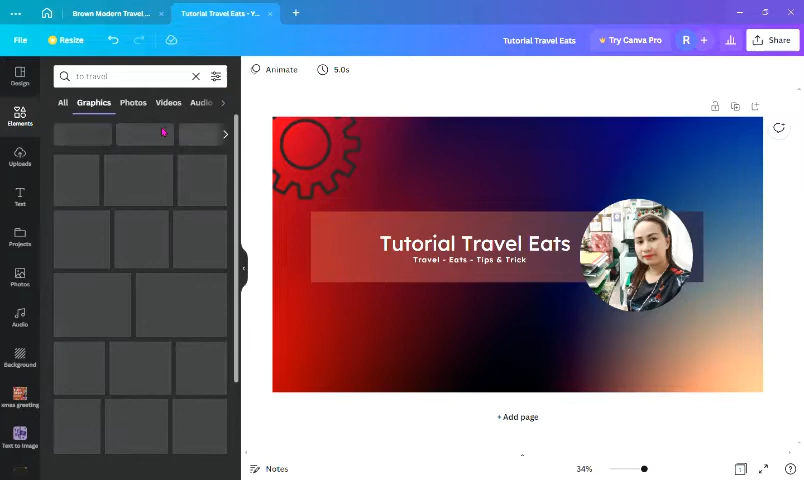 Brown Modern Travel ...
Tutorial Travel Eats - Y...
File
Resize
Tutorial Travel Eats
Try Canva Pro
R
Share
Design
Elements
Uploads
Text
Projects
Photos
Audio
Background
xmas greeting
Text to Image
to travel
All
Graphics
Photos
Videos
Audio
Animate
5.0s
Tutorial Travel Eats
Travel - Eats - Tips & Trick
+ Add page
Notes
34%
1